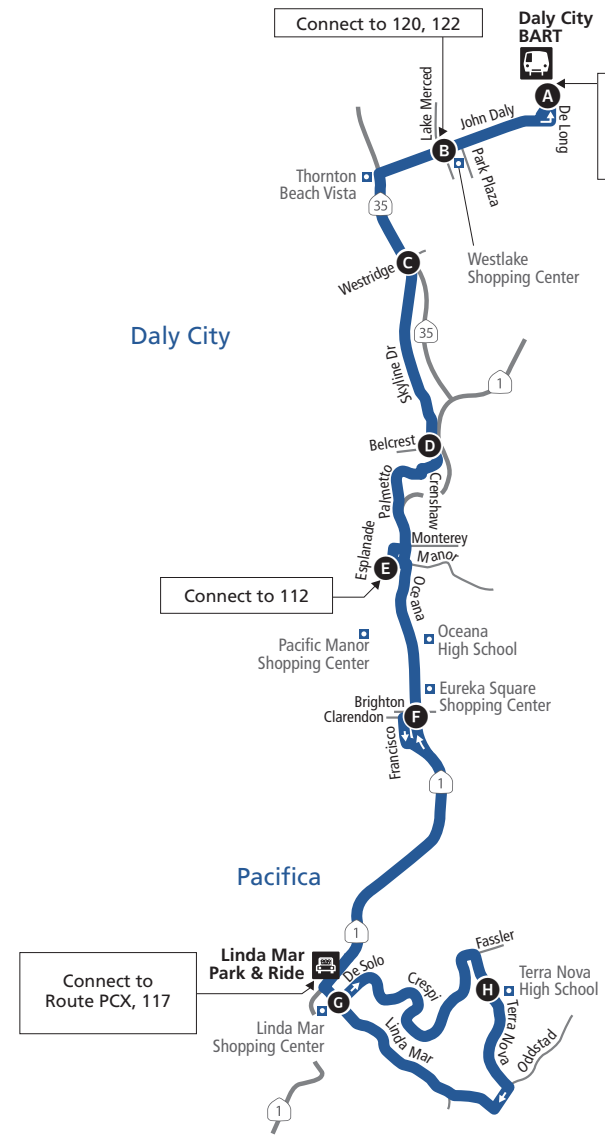 Connect to 120, 122
Daly City
BART
A
De Long
John Daly
Lake Merced
B
Park Plaza
Thornton
Beach Vista
35
Westlake
Shopping Center
Westridge
C
Daly City
35
Skyline Dr
1
Belcrest
D
Palmetto
Crenshaw
Monterey
Manor
Esplanade
E
Oceana
Connect to 112
Pacific Manor
Shopping Center
Oceana
High School
Eureka Square
Shopping Center
Brighton
Clarendon
F
Francisco
1
Pacifica
1
Linda Mar
Park & Ride
Connect to
Route PCX, 117
De Solo
G
Crespi
Fassler
H
Terra Nova
High School
Terra Nova
Linda Mar
Shopping Center
Linda Mar
Oddstad
1